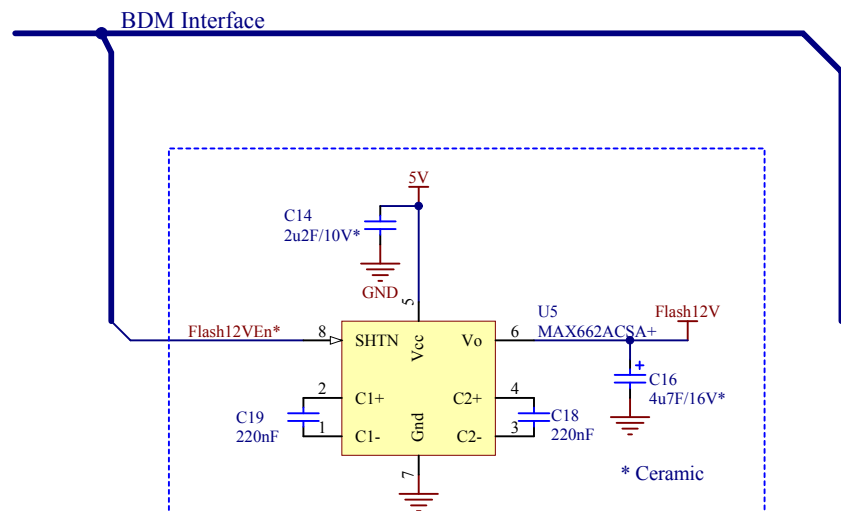 BDM Interface
5V
C14
2u2F/10V*
GND
5
U5
MAX662ACSA+
Flash12V
Flash12VEn*
8
SHTN
Vcc
Vo
6
C16
4u7F/16V*
2
C1+
C2+
4
C19
220nF
C18
220nF
1
C1-
Gnd
C2-
3
7
* Ceramic